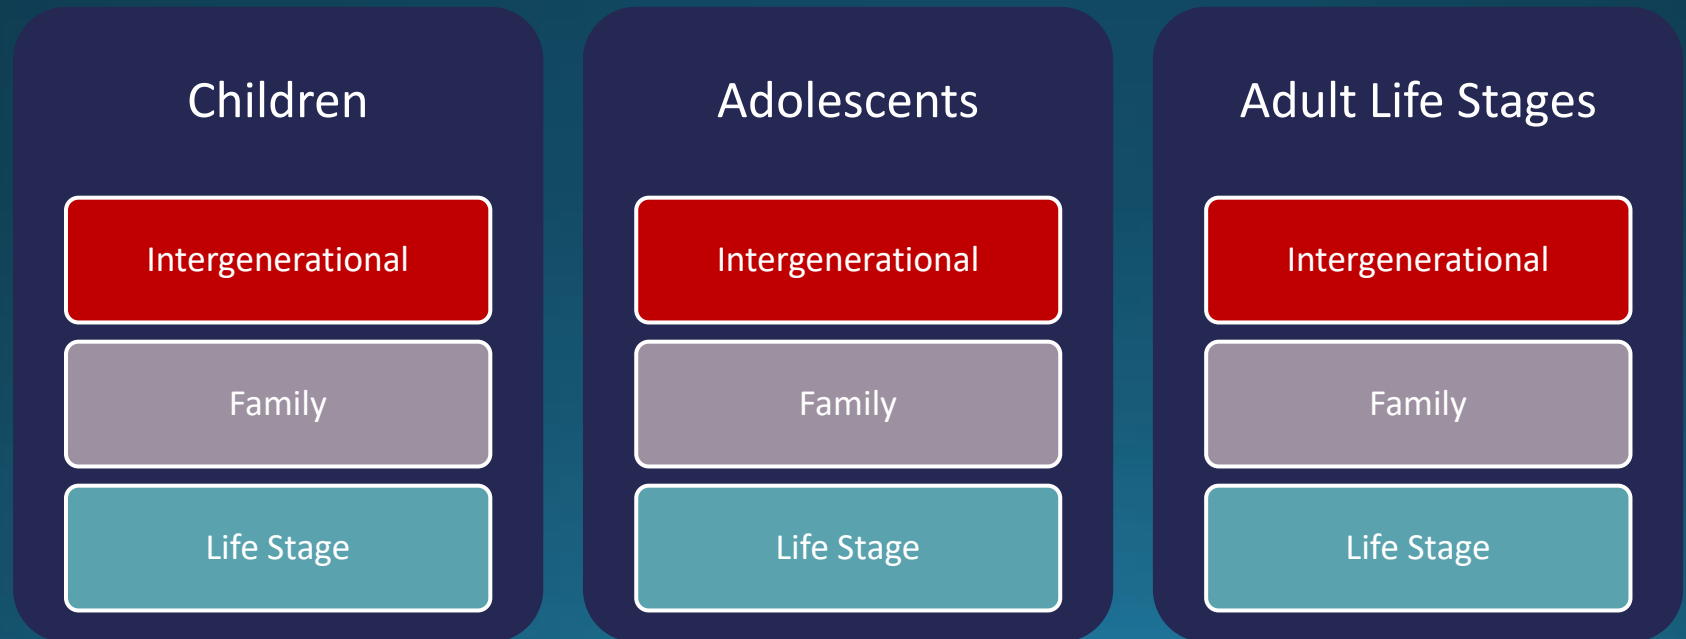 Children
Intergenerational
Family
Life Stage
Adolescents
Intergenerational
Family
Life Stage
Adult Life Stages
Intergenerational
Family
Life Stage